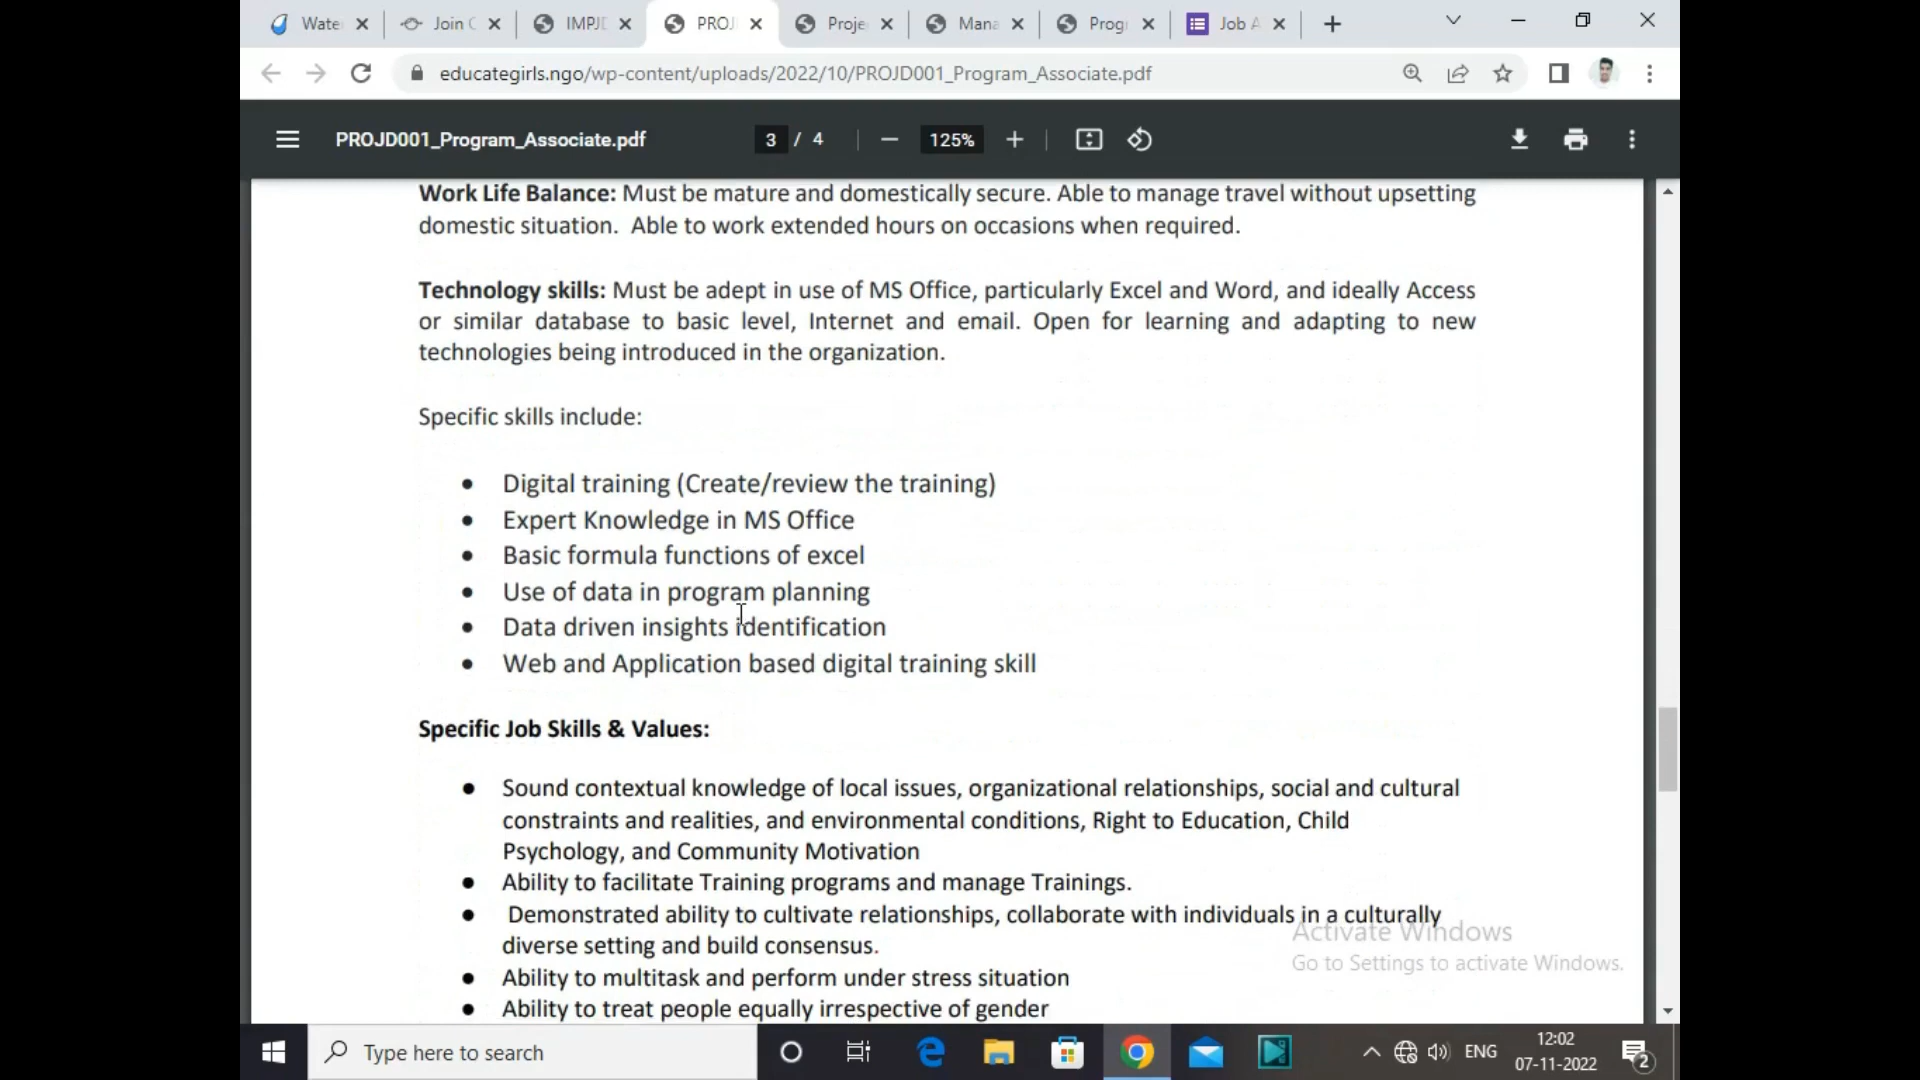 Wate
Join C
IMPJD
PROJ
Proje
Mana
Progr
Job A
educategirls.ngo/wp-content/uploads/2022/10/PROJD001_Program_Associate.pdf
PROJD001_Program_Associate.pdf
3 / 4
125%
Work Life Balance: Must be mature and domestically secure. Able to manage travel without upsetting
domestic situation. Able to work extended hours on occasions when required.
Technology skills: Must be adept in use of MS Office, particularly Excel and Word, and ideally Access
or similar database to basic level, Internet and email. Open for learning and adapting to new
technologies being introduced in the organization.
Specific skills include:
• Digital training (Create/review the training)
• Expert Knowledge in MS Office
• Basic formula functions of excel
• Use of data in program planning
• Data driven insights identification
• Web and Application based digital training skill
Specific Job Skills & Values:
• Sound contextual knowledge of local issues, organizational relationships, social and cultural
constraints and realities, and environmental conditions, Right to Education, Child
Psychology, and Community Motivation
• Ability to facilitate Training programs and manage Trainings.
• Demonstrated ability to cultivate relationships, collaborate with individuals in a culturally
diverse setting and build consensus.
• Ability to multitask and perform under stress situation
• Ability to treat people equally irrespective of gender
Activate Windows
Go to Settings to activate Windows.
Type here to search
ENG
12:02
07-11-2022
2